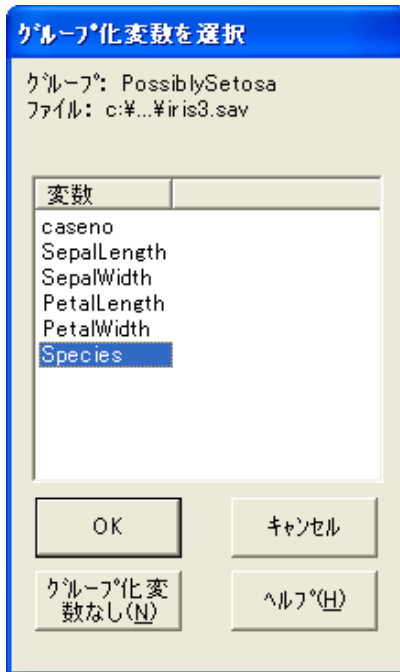 グループ化変数を選択
グループ: PossiblySetosa
ファイル: c:¥...¥iris3.sav
変数
caseno
SepalLength
SepalWidth
PetalLength
PetalWidth
Species
OK
キャンセル
グループ化変
数なし(N)
ヘルプ(H)